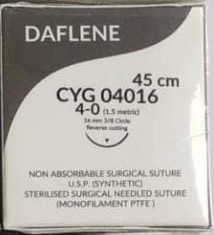 DAFLENE
45 cm
CYG 04016
4-0 (1.5 metric)
16 mm 3/8 Circle
Reverse cutting
NON ABSORBABLE SURGICAL SUTURE
U.S.P. (SYNTHETIC)
STERILISED SURGICAL NEEDLED SUTURE
(MONOFILAMENT PTFE.)